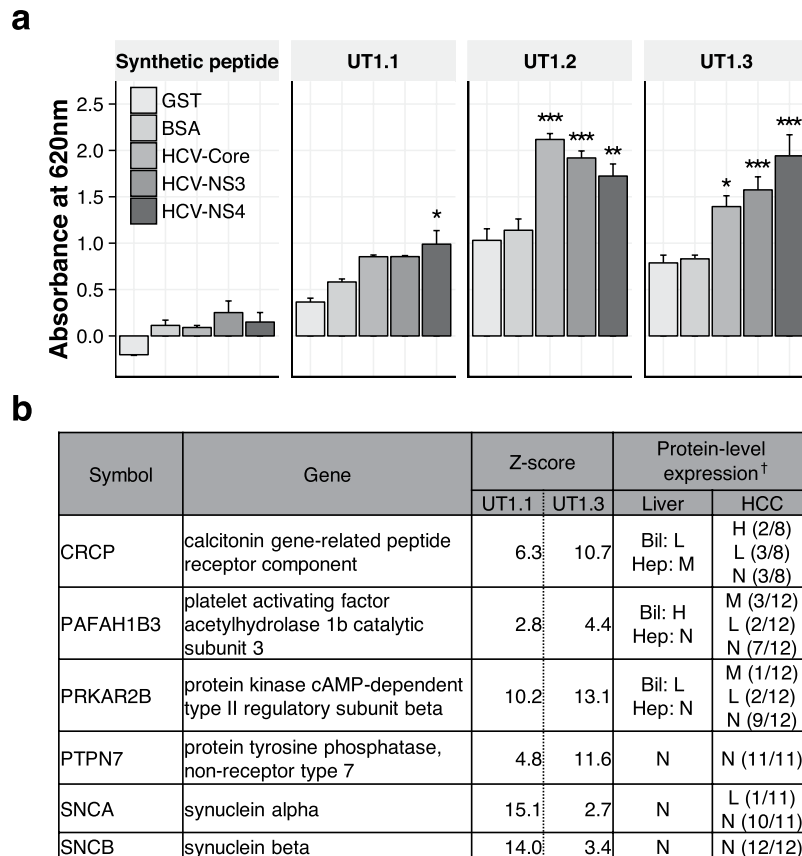 a
Synthetic peptide UT1.1 UT1.2 UT1.3
Absorbance at 620nm
2.5
2.0
1.5
1.0
0.5
0.0
GST
BSA
HCV-Core
HCV-NS3
HCV-NS4
*
*** *** **
* *** ***
b
Symbol Gene Z-score Protein-level expression†
UT1.1 UT1.3 Liver HCC
CRCP calcitonin gene-related peptide receptor component 6.3 10.7 Bil: L Hep: M H (2/8) L (3/8) N (3/8)
PAFAH1B3 platelet activating factor acetylhydrolase 1b catalytic subunit 3 2.8 4.4 Bil: H Hep: N M (3/12) L (2/12) N (7/12)
PRKAR2B protein kinase cAMP-dependent type II regulatory subunit beta 10.2 13.1 Bil: L Hep: N M (1/12) L (2/12) N (9/12)
PTPN7 protein tyrosine phosphatase, non-receptor type 7 4.8 11.6 N N (11/11)
SNCA synuclein alpha 15.1 2.7 N L (1/11) N (10/11)
SNCB synuclein beta 14.0 3.4 N N (12/12)